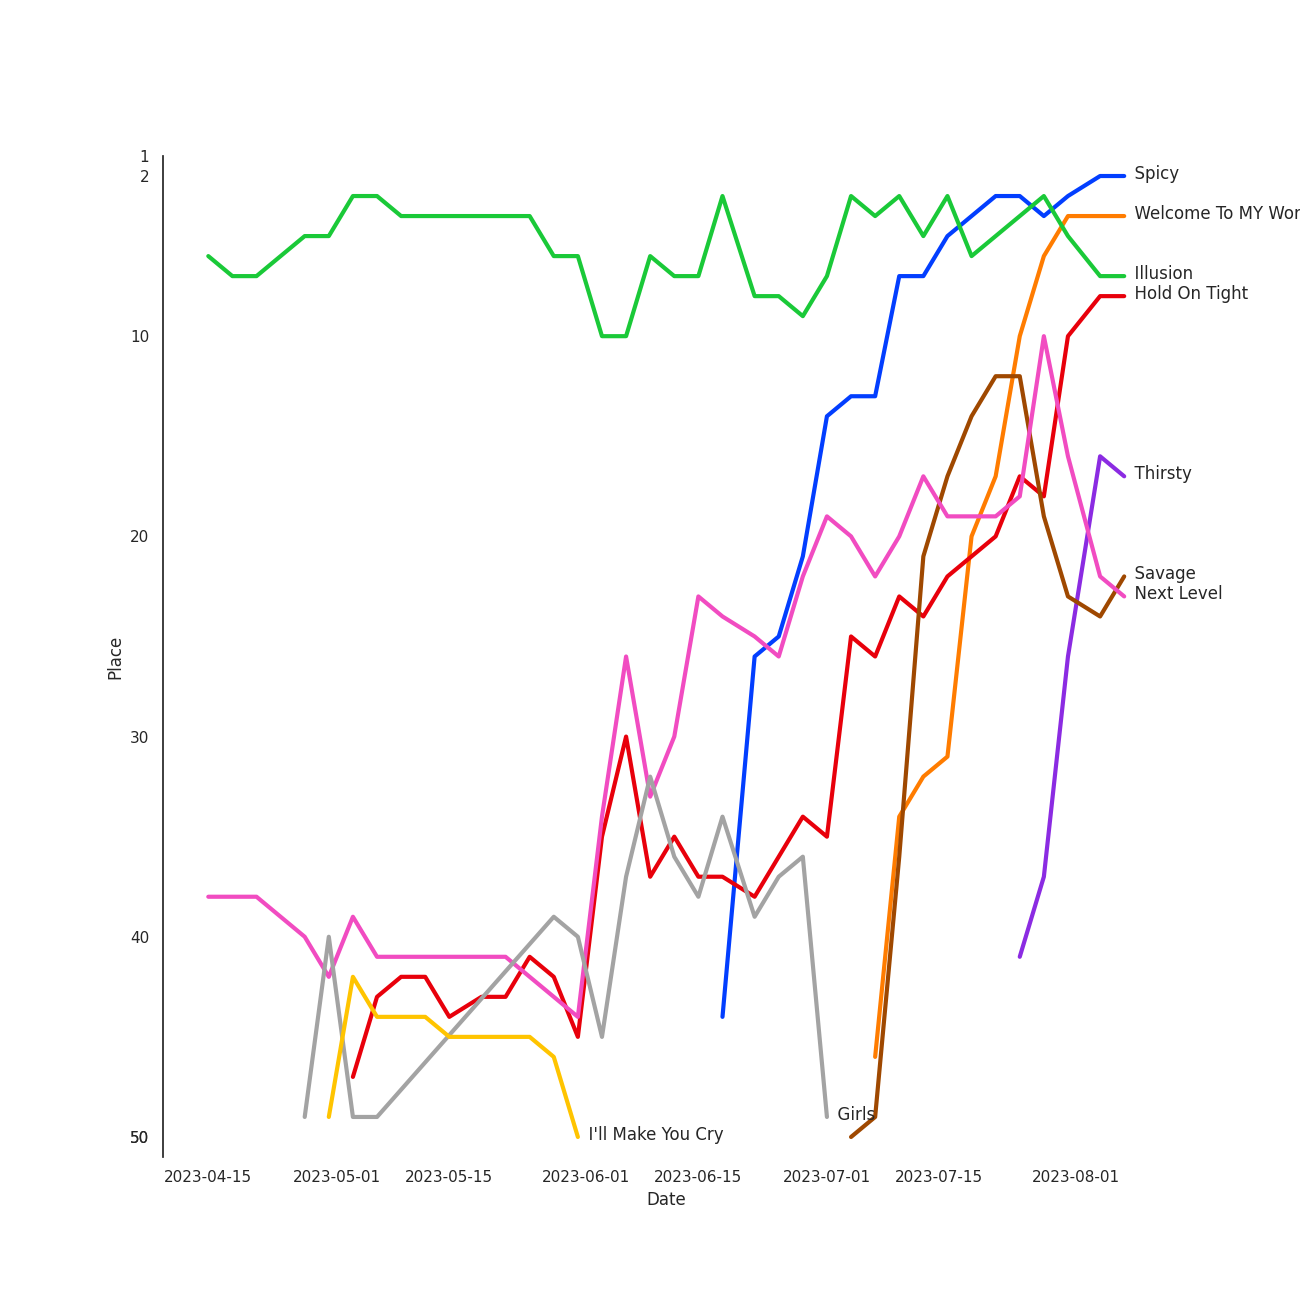 1
2
10
20
30
40
50
Place
Spicy
Welcome To MY Wor
Illusion
Hold On Tight
Thirsty
Savage
Next Level
Girls
I'll Make You Cry
2023-04-15 2023-05-01 2023-05-15 2023-06-01 2023-06-15 2023-07-01 2023-07-15 2023-08-01
Date